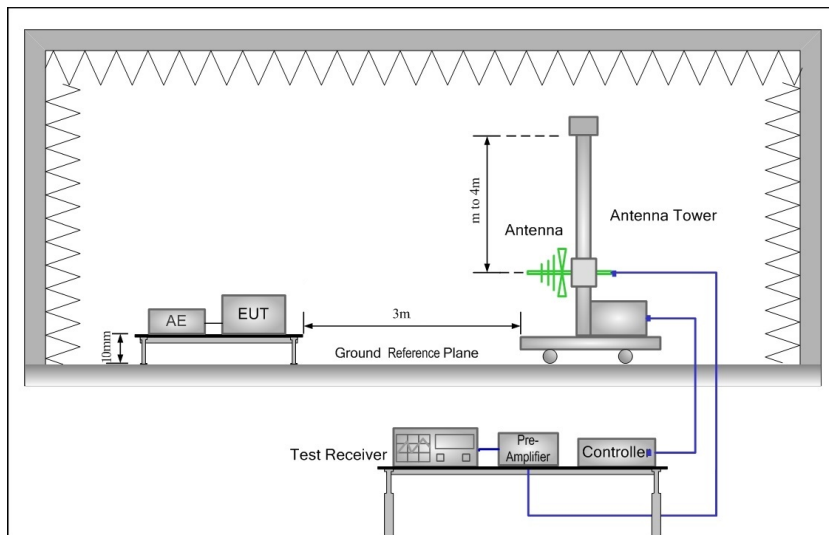 m to 4m
Antenna Tower
Antenna
AE
EUT
3m
10mm
Ground Reference Plane
Test Receiver
Pre-
Amplifier
Controller